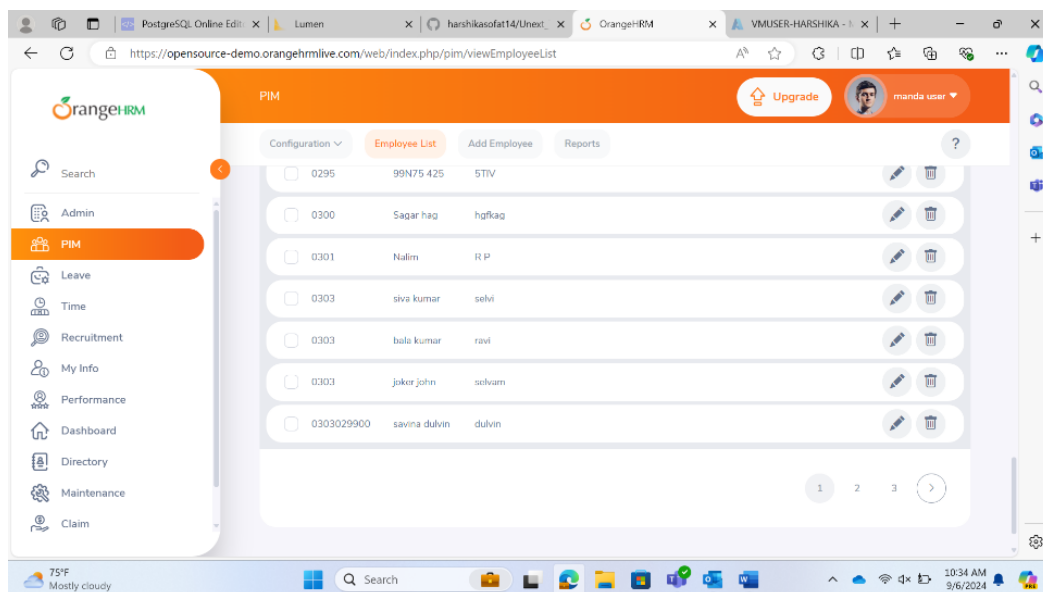 PostgreSQL Online Edit
Lumen
harshikasofat14/Unext_
OrangeHRM
VMUSER-HARSHIKA -
https://opensource-demo.orangehrmlive.com/web/index.php/pim/viewEmployeeList
OrangeHRM
PIM
Upgrade
manda user
Configuration
Employee List
Add Employee
Reports
?
Search
Admin
PIM
Leave
Time
Recruitment
My Info
Performance
Dashboard
Directory
Maintenance
Claim
0295 99N75 425 5TIV
0300 Sagar hag hgfkag
0301 Nalim R P
0303 siva kumar selvi
0303 bala kumar ravi
0303 joker john selvam
0303029900 savina dulvin dulvin
1 2 3
75°F
Mostly cloudy
Search
10:34 AM
9/6/2024